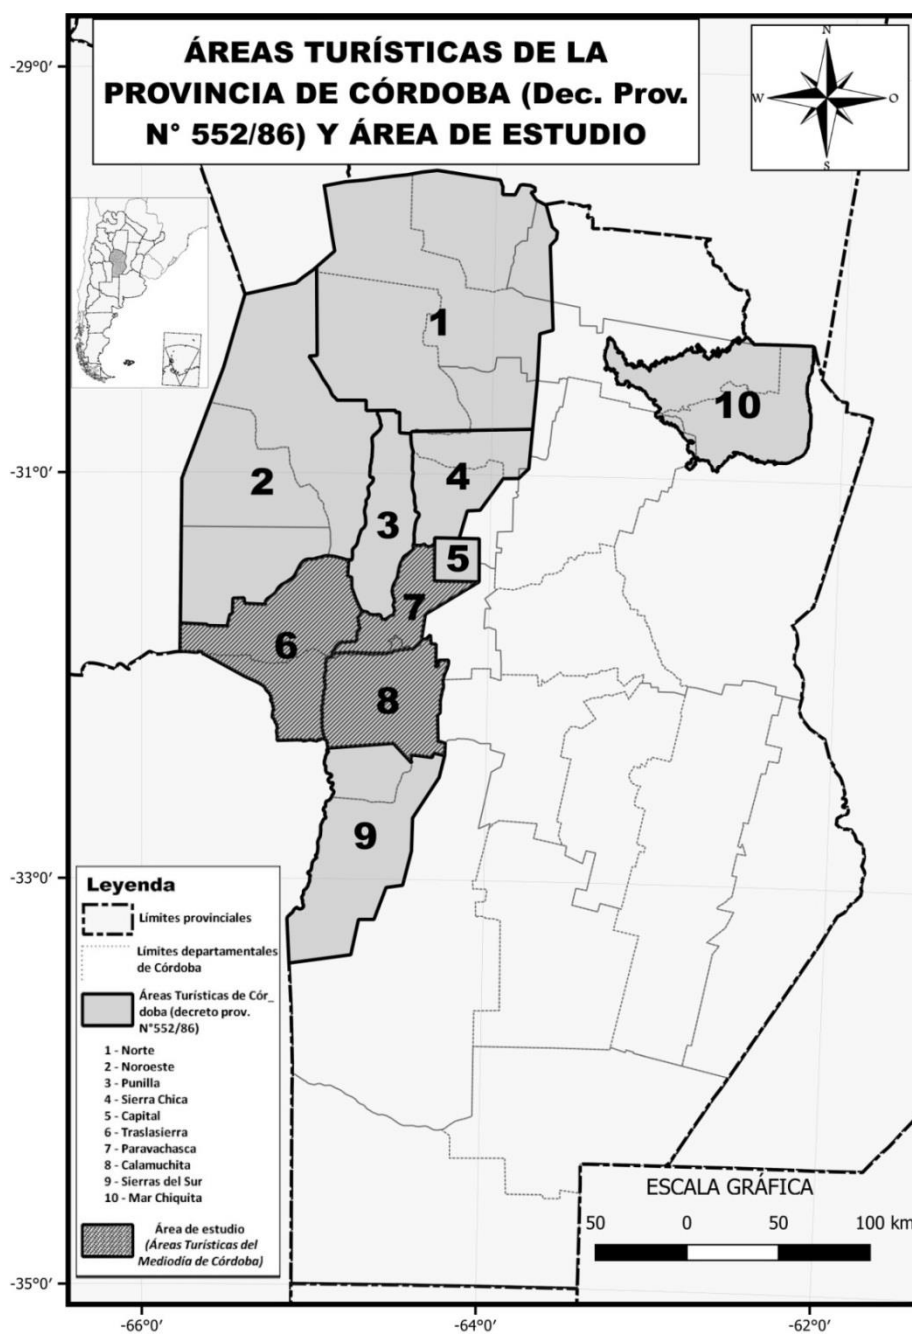 ÁREAS TURÍSTICAS DE LA
PROVINCIA DE CÓRDOBA (Dec. Prov.
N° 552/86) Y ÁREA DE ESTUDIO
N
W
O
S
-29°0′
-31°0′
-33°0′
-35°0′
1
2
3
4
5
6
7
8
9
10
Leyenda
Límites provinciales
Límites departamentales
de Córdoba
Áreas Turísticas de Cór_
doba (decreto prov.
N°552/86)
1 - Norte
2 - Noroeste
3 - Punilla
4 - Sierra Chica
5 - Capital
6 - Traslasierra
7 - Paravachasca
8 - Calamuchita
9 - Sierras del Sur
10 - Mar Chiquita
Área de estudio
(Áreas Turísticas del
Mediodía de Córdoba)
ESCALA GRÁFICA
50 0 50 100 km
-66°0′ -64°0′ -62°0′